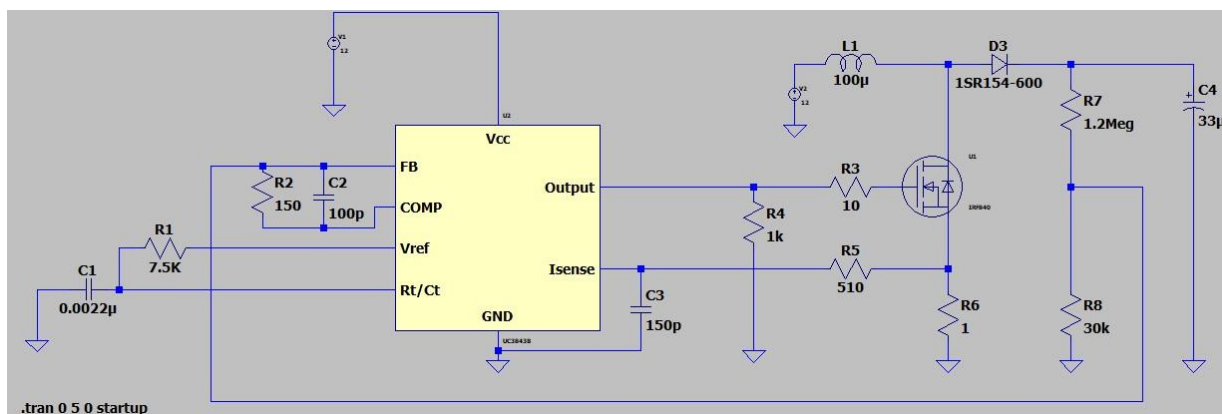 V1
12
L1
100µ
D3
1SR154-600
V2
12
R7
1.2Meg
C4
33µ
U2
Vcc
FB
R2
150
C2
100p
COMP
Output
R3
10
U1
IRF840
R4
1k
R1
7.5K
Vref
C1
0.0022µ
Rt/Ct
Isense
R5
510
C3
150p
R6
1
R8
30k
GND
UC3843B
.tran 0 5 0 startup